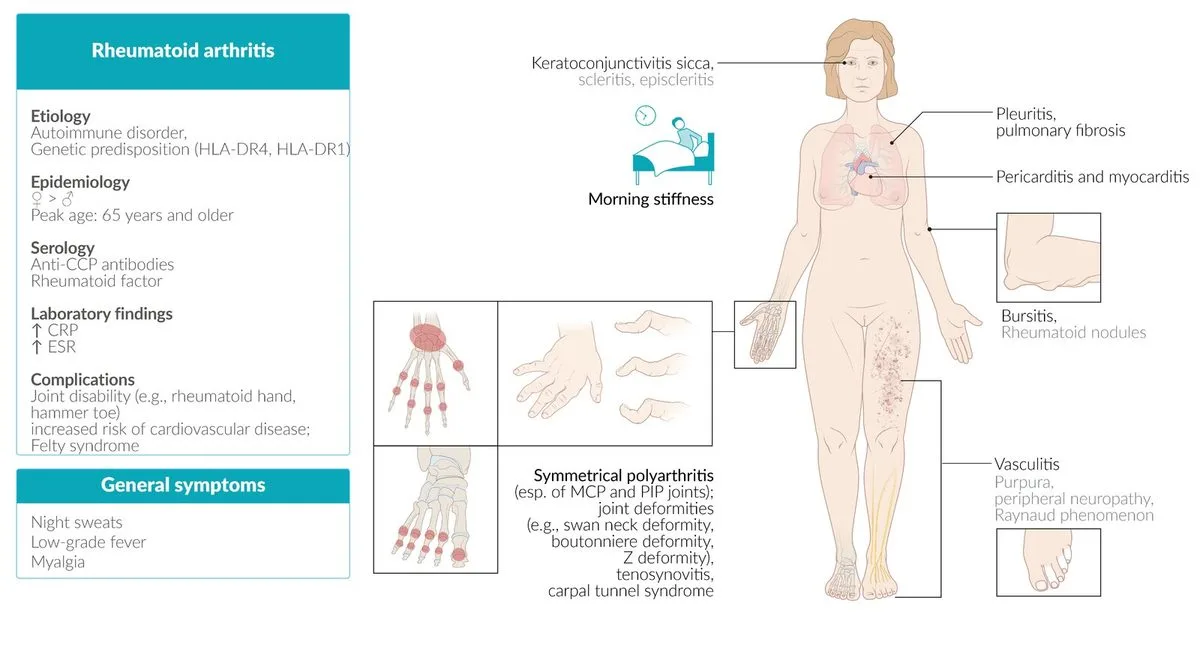 Rheumatoid arthritis
Etiology
Autoimmune disorder,
Genetic predisposition (HLA-DR4, HLA-DR1)
Epidemiology
♀ > ♂
Peak age: 65 years and older
Serology
Anti-CCP antibodies
Rheumatoid factor
Laboratory findings
↑ CRP
↑ ESR
Complications
Joint disability (e.g., rheumatoid hand,
hammer toe)
increased risk of cardiovascular disease;
Felty syndrome
General symptoms
Night sweats
Low-grade fever
Myalgia
Keratoconjunctivitis sicca,
scleritis, episcleritis
Morning stiffness
Symmetrical polyarthritis
(esp. of MCP and PIP joints);
joint deformities
(e.g., swan neck deformity,
boutonniere deformity,
Z deformity),
tenosynovitis,
carpal tunnel syndrome
Pleuritis,
pulmonary fibrosis
Pericarditis and myocarditis
Bursitis,
Rheumatoid nodules
Vasculitis
Purpura,
peripheral neuropathy,
Raynaud phenomenon